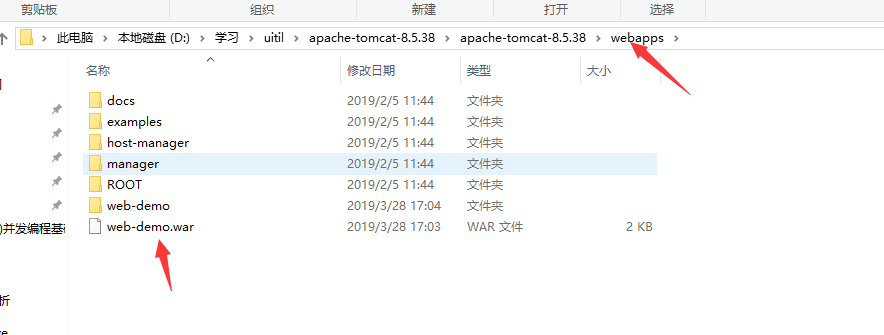 剪贴板 组织 新建 打开 选择
此电脑 本地磁盘 (D:) 学习 uitil apache-tomcat-8.5.38 apache-tomcat-8.5.38 webapps
名称 修改日期 类型 大小
docs 2019/2/5 11:44 文件夹
examples 2019/2/5 11:44 文件夹
host-manager 2019/2/5 11:44 文件夹
manager 2019/2/5 11:44 文件夹
ROOT 2019/2/5 11:44 文件夹
web-demo 2019/3/28 17:04 文件夹
)并发编程基础 web-demo.war 2019/3/28 17:03 WAR 文件 2 KB
析